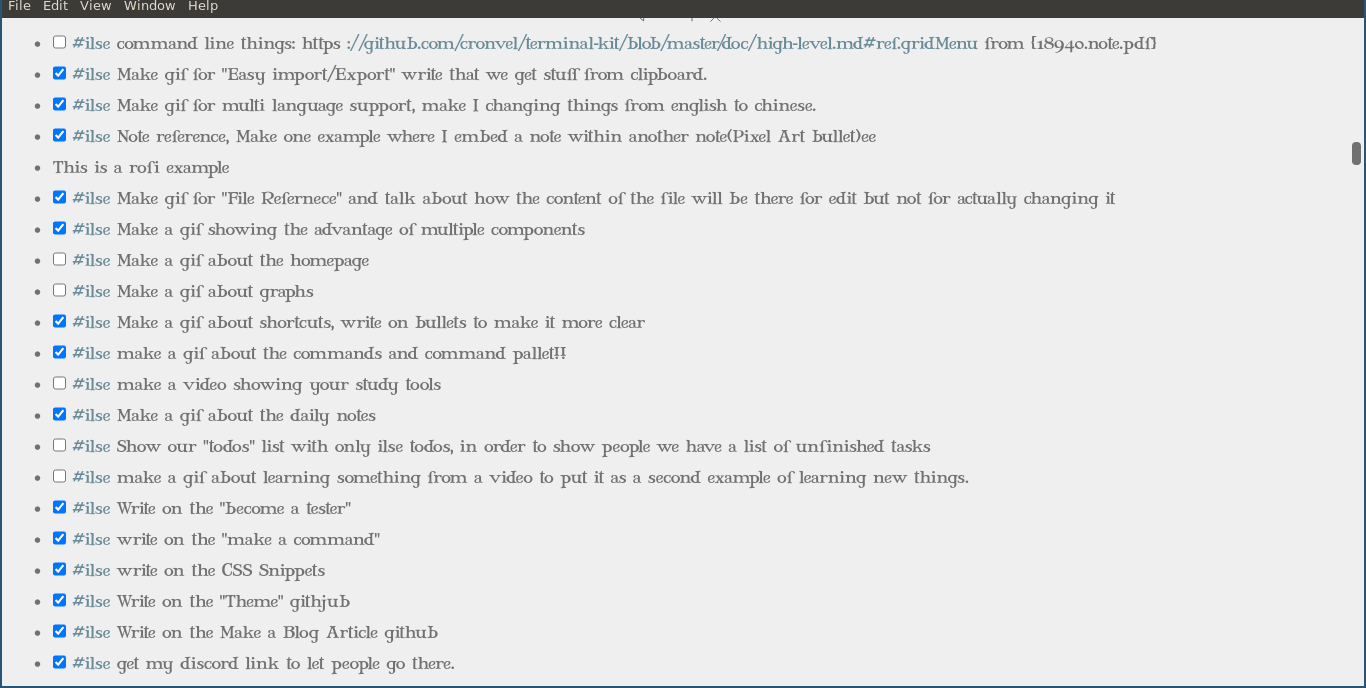 File Edit View Window Help
#ilse command line things: https ://github.com/cronvel/terminal-kit/blob/master/doc/high-level.md#ref.gridMenu from [18940.note.pdf]
#ilse Make gif for "Easy import/Export" write that we get stuff from clipboard.
#ilse Make gif for multi language support, make I changing things from english to chinese.
#ilse Note reference, Make one example where I embed a note within another note(Pixel Art bullet)ee
This is a rofi example
#ilse Make gif for "File Refernece" and talk about how the content of the file will be there for edit but not for actually changing it
#ilse Make a gif showing the advantage of multiple components
#ilse Make a gif about the homepage
#ilse Make a gif about graphs
#ilse Make a gif about shortcuts, write on bullets to make it more clear
#ilse make a gif about the commands and command pallet!!
#ilse make a video showing your study tools
#ilse Make a gif about the daily notes
#ilse Show our "todos" list with only ilse todos, in order to show people we have a list of unfinished tasks
#ilse make a gif about learning something from a video to put it as a second example of learning new things.
#ilse Write on the "become a tester"
#ilse write on the "make a command"
#ilse write on the CSS Snippets
#ilse Write on the "Theme" githjub
#ilse Write on the Make a Blog Article github
#ilse get my discord link to let people go there.